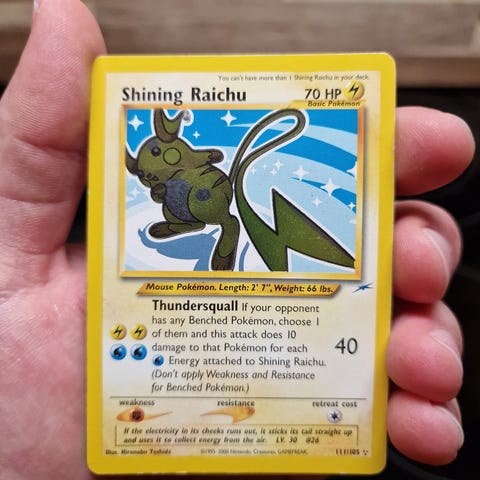 You can't have more than 1 Shining Raichu in your deck.
Shining Raichu 70 HP
Basic Pokémon
Mouse Pokémon. Length: 2' 7", Weight: 66 lbs.
Thundersquall If your opponent
has any Benched Pokémon, choose 1
of them and this attack does 10
damage to that Pokémon for each
Energy attached to Shining Raichu.
40
(Don't apply Weakness and Resistance
for Benched Pokémon.)
weakness resistance retreat cost
If the electricity in its cheeks runs out, it sticks its tail straight up
and uses it to collect energy from the air. LV. 30 #26
Illus. Hironobu Yoshida ©1995-2000 Nintendo, Creatures, GAMEFREAK. 111/105